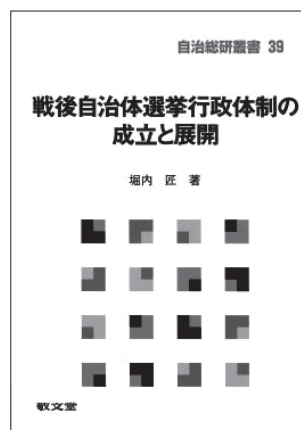 自治総研叢書 39
戦後自治体選挙行政体制の
成立と展開
堀内 匠 著
敬文堂